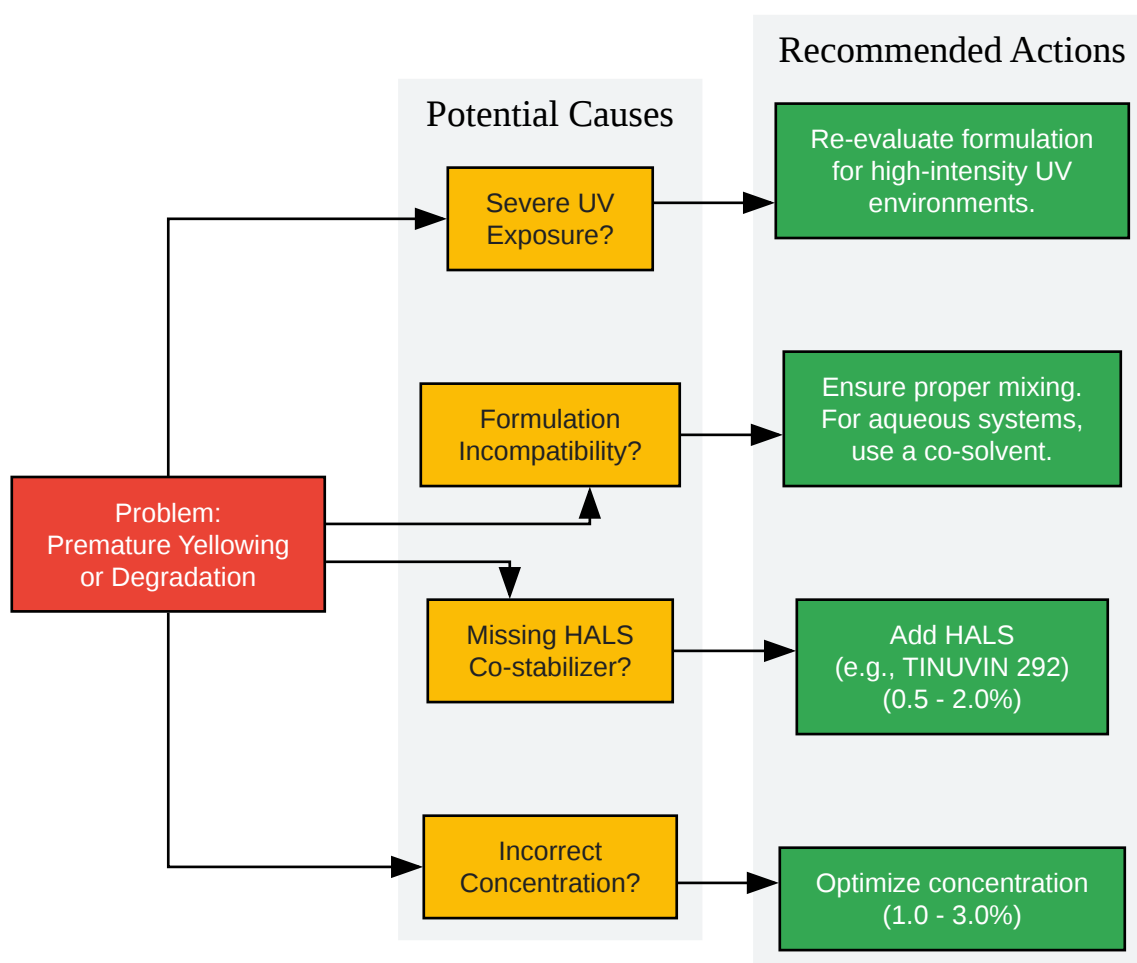 Recommended Actions
Potential Causes
Re-evaluate formulation
for high-intensity UV
environments.
Severe UV
Exposure?
Ensure proper mixing.
For aqueous systems,
use a co-solvent.
Formulation
Incompatibility?
Problem:
Premature Yellowing
or Degradation
Missing HALS
Co-stabilizer?
Add HALS
(e.g., TINUVIN 292)
(0.5 - 2.0%)
Incorrect
Concentration?
Optimize concentration
(1.0 - 3.0%)